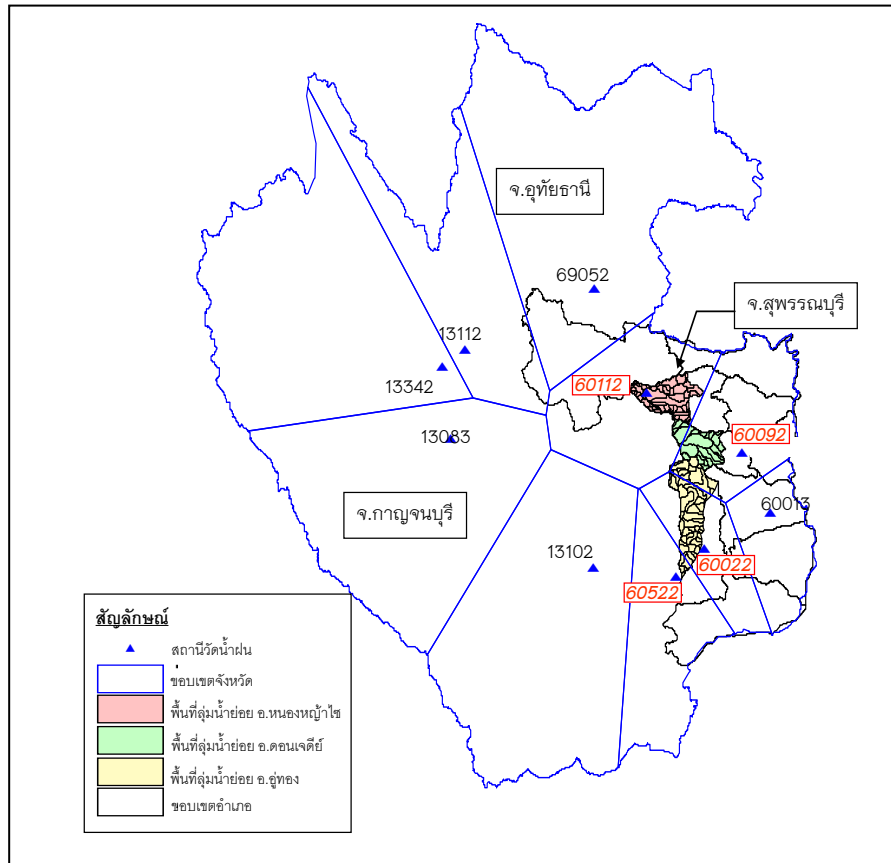 จ.อุทัยธานี
69052
จ.สุพรรณบุรี
13112
13342
60112
60092
13083
60013
จ.กาญจนบุรี
13102
60022
60522
สัญลักษณ์
สถานีวัดน้ำฝน
ขอบเขตจังหวัด
พื้นที่ลุ่มน้ำย่อย อ.หนองหญ้าไซ
พื้นที่ลุ่มน้ำย่อย อ.ดอนเจดีย์
พื้นที่ลุ่มน้ำย่อย อ.อู่ทอง
ขอบเขตอำเภอ